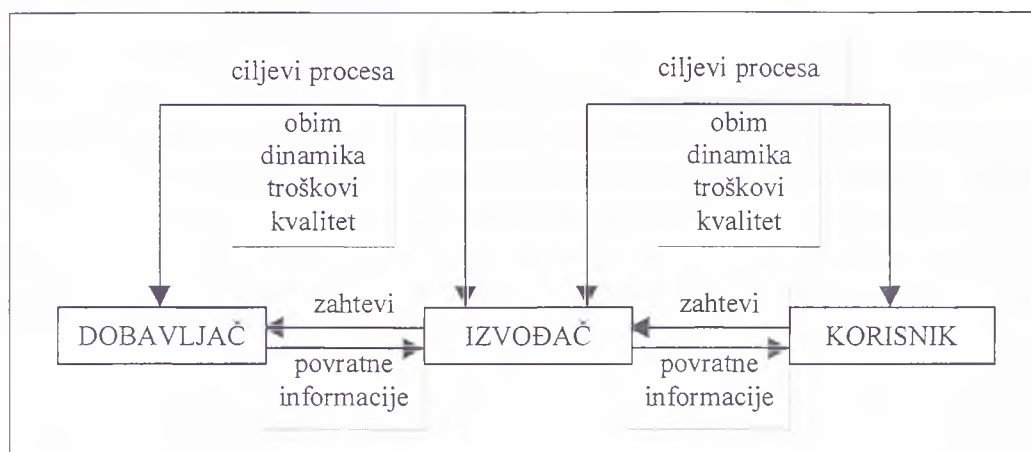 ciljevi procesa
obim
dinamika
troškovi
kvalitet
ciljevi procesa
obim
dinamika
troškovi
kvalitet
DOBAVLJAČ
zahtevi
povratne
informacije
IZVOĐAČ
zahtevi
povratne
informacije
KORISNIK